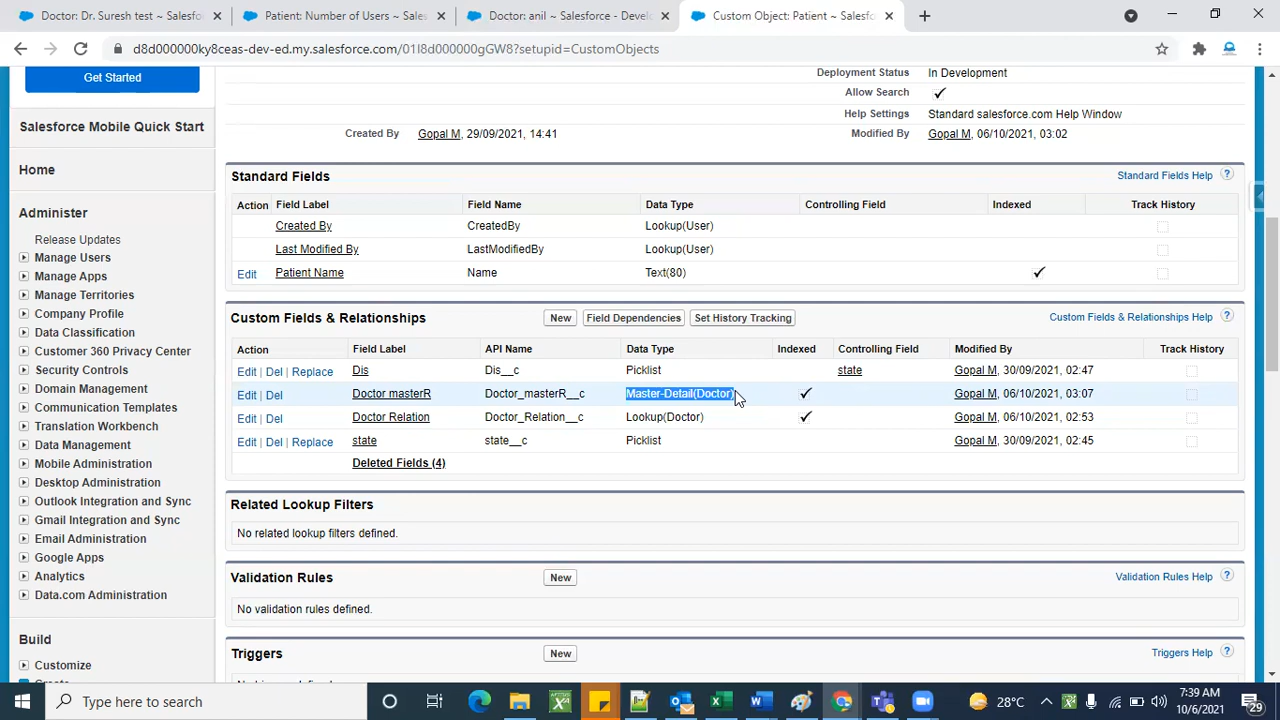 Doctor: Dr. Suresh test ~ Salesfo
Patient: Number of Users ~ Sales
Doctor: anil ~ Salesforce - Develo
Custom Object: Patient ~ Salesfo
d8d000000ky8ceas-dev-ed.my.salesforce.com/01I8d000000gGW8?setupid=CustomObjects
Get Started
Salesforce Mobile Quick Start
Home
Administer
Release Updates
Manage Users
Manage Apps
Manage Territories
Company Profile
Data Classification
Customer 360 Privacy Center
Security Controls
Domain Management
Communication Templates
Translation Workbench
Data Management
Mobile Administration
Desktop Administration
Outlook Integration and Sync
Gmail Integration and Sync
Email Administration
Google Apps
Analytics
Data.com Administration
Build
Customize
Deployment Status In Development
Allow Search
Help Settings Standard salesforce.com Help Window
Created By Gopal M, 29/09/2021, 14:41 Modified By Gopal M, 06/10/2021, 03:02
Standard Fields Standard Fields Help ?
Action Field Label Field Name Data Type Controlling Field Indexed Track History
Created By CreatedBy Lookup(User)
Last Modified By LastModifiedBy Lookup(User)
Edit Patient Name Name Text(80)
Custom Fields & Relationships New Field Dependencies Set History Tracking Custom Fields & Relationships Help ?
Action Field Label API Name Data Type Indexed Controlling Field Modified By Track History
Edit | Del | Replace Dis Dis__c Picklist state Gopal M, 30/09/2021, 02:47
Edit | Del Doctor masterR Doctor_masterR__c Master-Detail(Doctor) Gopal M, 06/10/2021, 03:07
Edit | Del Doctor Relation Doctor_Relation__c Lookup(Doctor) Gopal M, 06/10/2021, 02:53
Edit | Del | Replace state state__c Picklist Gopal M, 30/09/2021, 02:45
Deleted Fields (4)
Related Lookup Filters
No related lookup filters defined.
Validation Rules New Validation Rules Help ?
No validation rules defined.
Triggers New Triggers Help ?
Type here to search
28°C
7:39 AM
10/6/2021
29